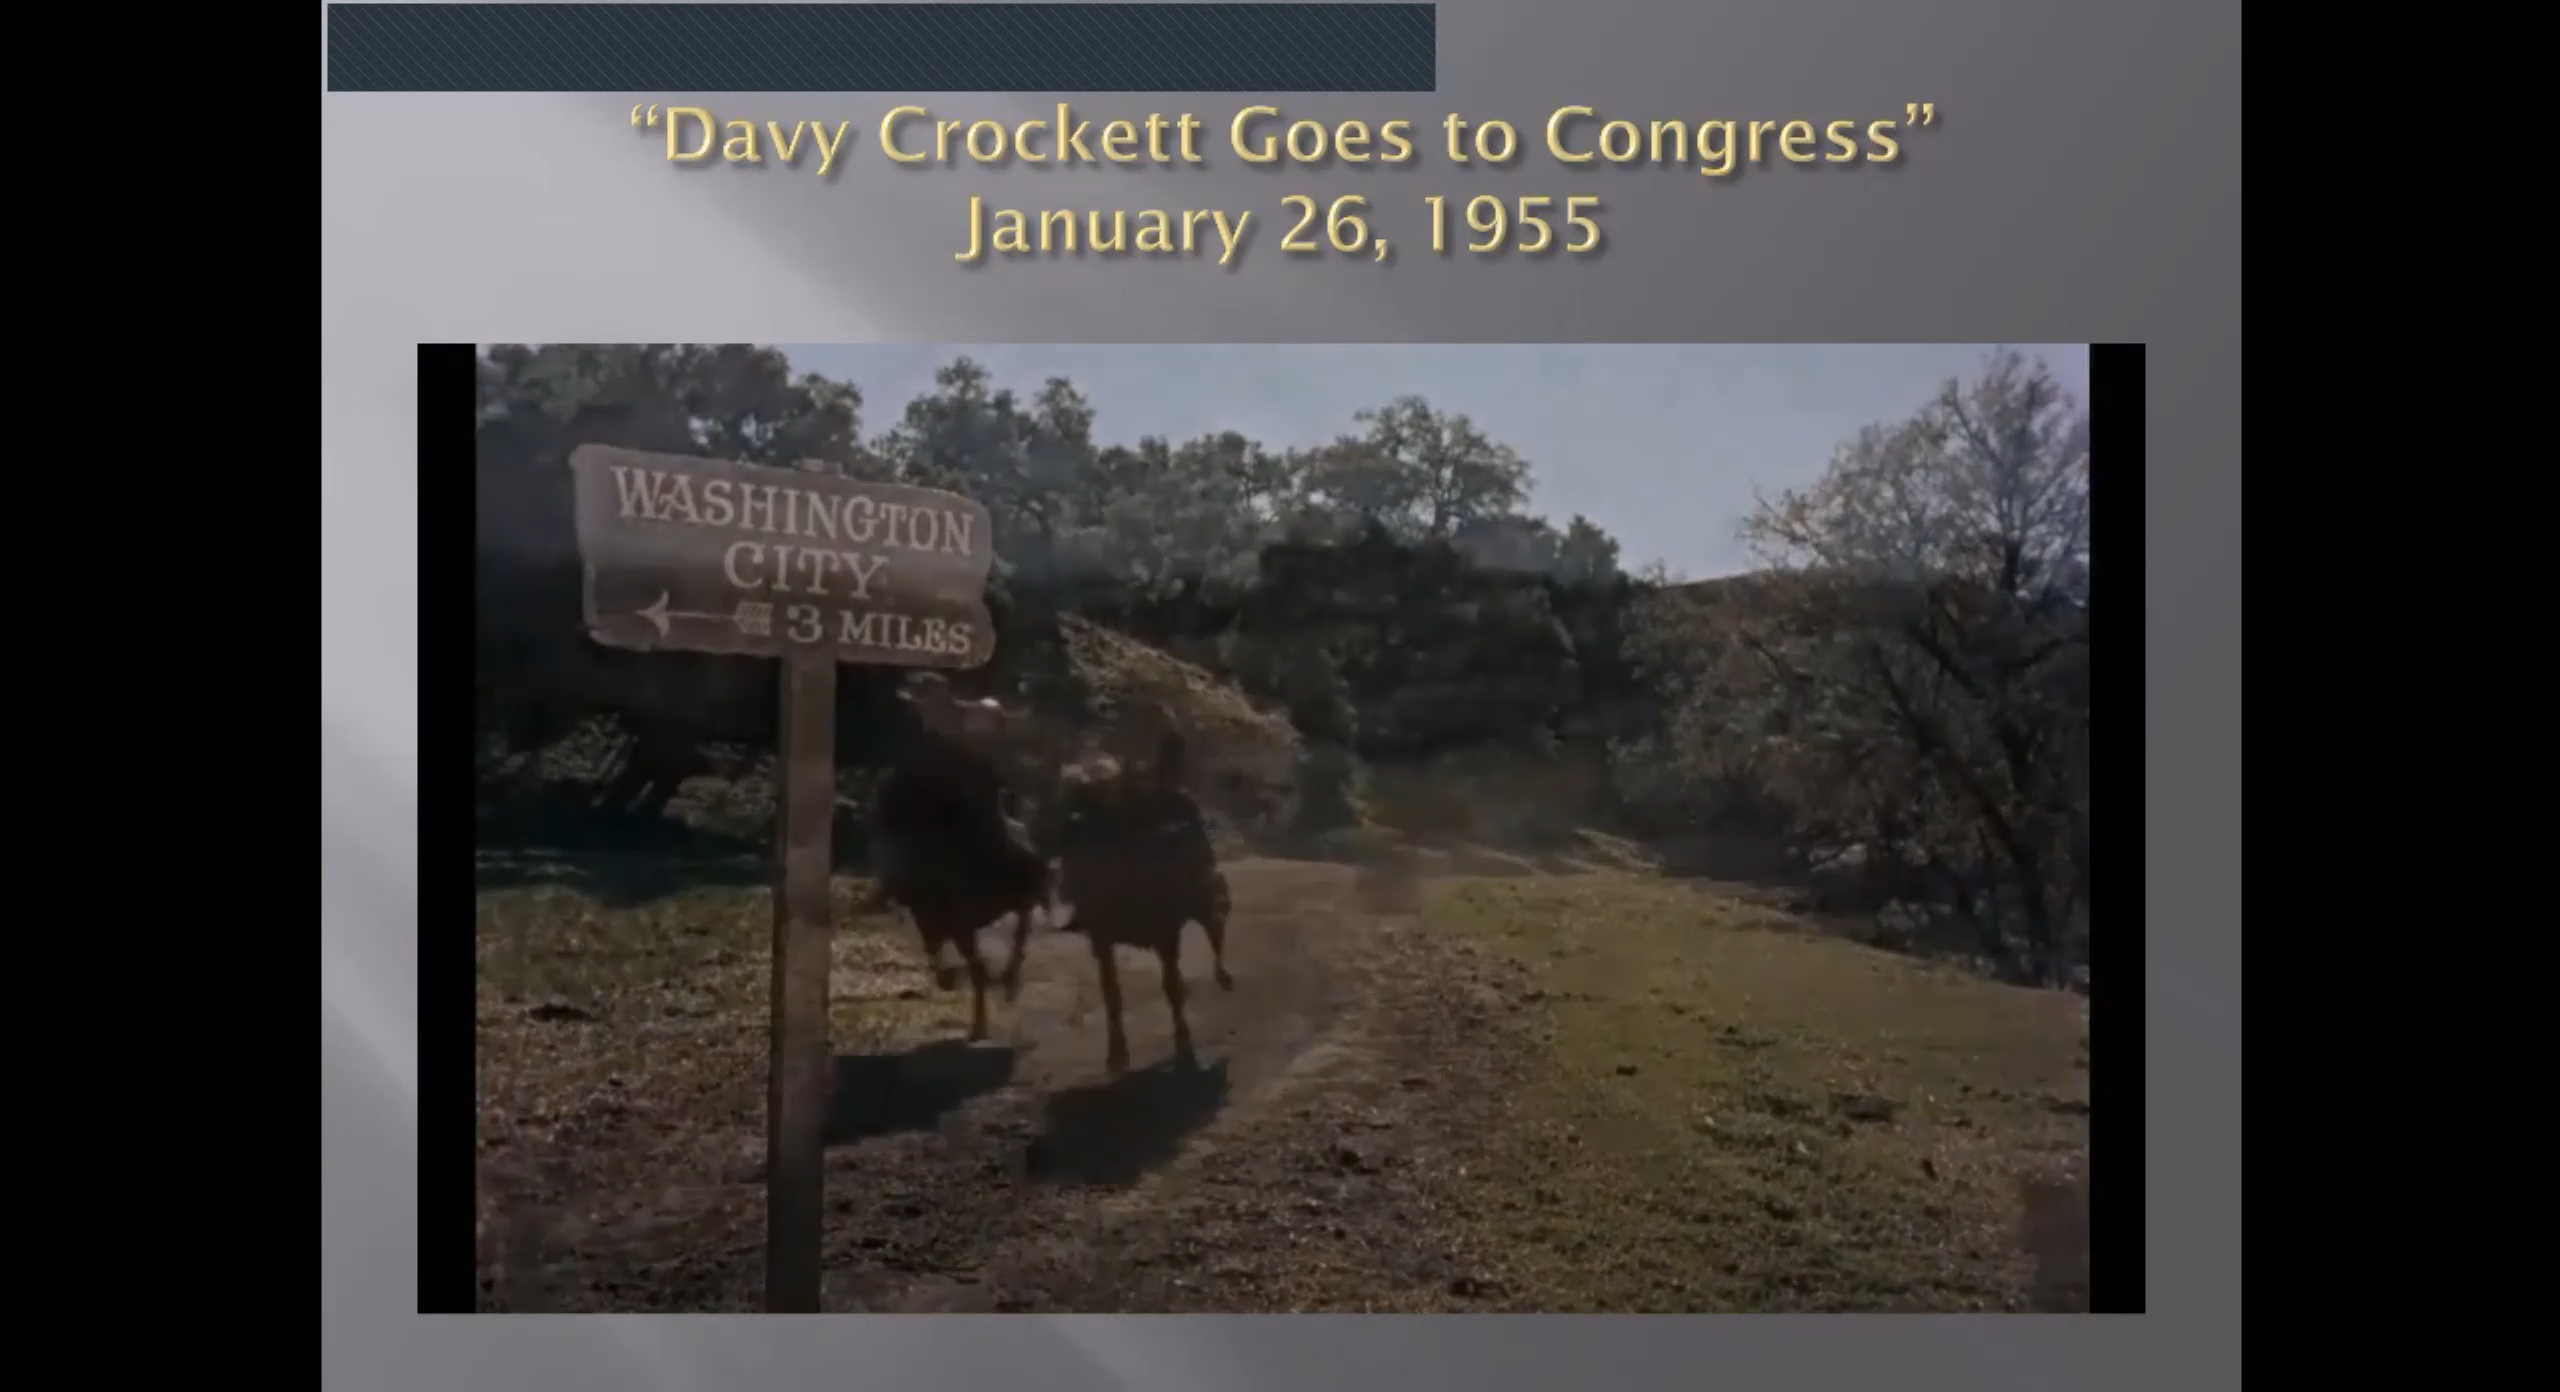 “Davy Crockett Goes to Congress”
January 26, 1955
WASHINGTON
CITY
3 MILES